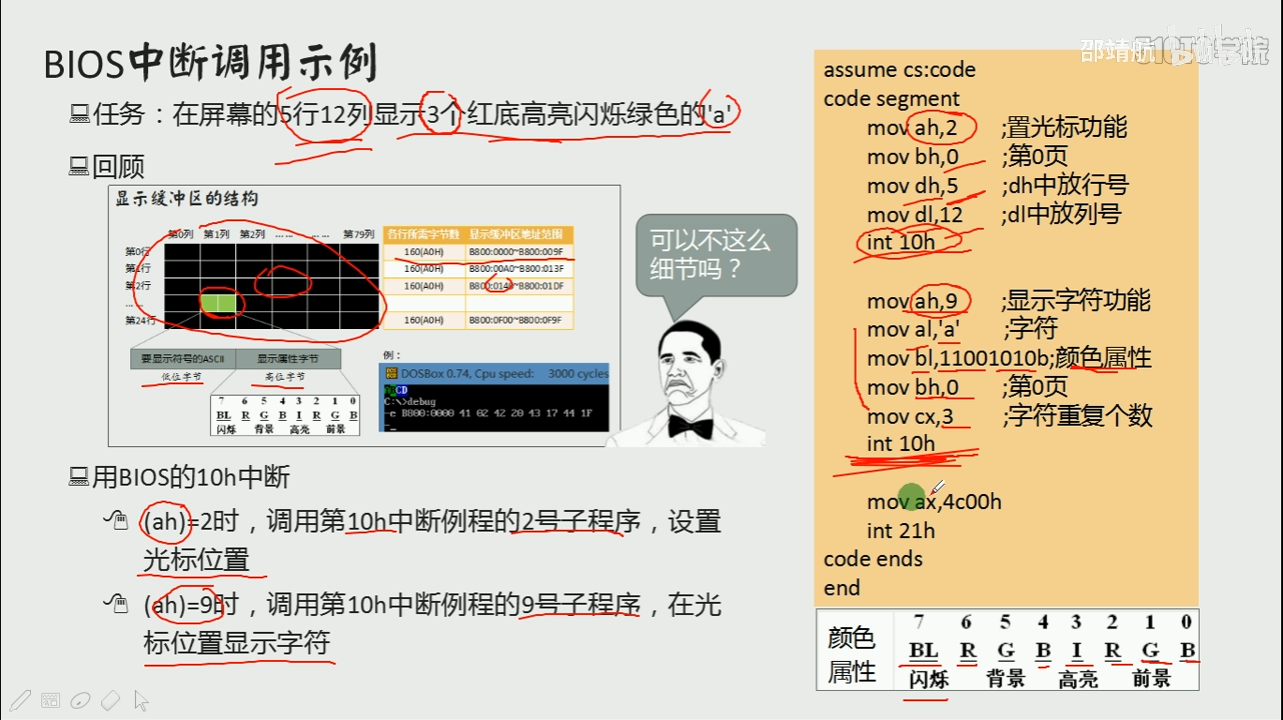 BIOS中断调用示例
邵靖航
任务：在屏幕的5行12列显示3个红底高亮闪烁绿色的'a'
回顾
显示缓冲区的结构
第0列 第1列 第2列 … … … … 第79列
各行所需字节数 显示缓冲区地址范围
第0行 160(A0H) B800:0000~B800:009F
第1行 160(A0H) B800:00A0~B800:013F
第2行 160(A0H) B800:0140~B800:01DF
… …
第24行 160(A0H) B800:0F00~B800:0F9F
要显示符号的ASCII 显示属性字节
低位字节 高位字节
7 6 5 4 3 2 1 0
BL R G B I R G B
闪烁 背景 高亮 前景
例：
DOSBox 0.74, Cpu speed: 3000 cycles
C:\>debug
-e B800:0000 41 02 42 20 43 17 44 1F
-_
可以不这么
细节吗？
用BIOS的10h中断
(ah)=2时，调用第10h中断例程的2号子程序，设置
光标位置
(ah)=9时，调用第10h中断例程的9号子程序，在光
标位置显示字符
assume cs:code
code segment
mov ah,2 ;置光标功能
mov bh,0 ;第0页
mov dh,5 ;dh中放行号
mov dl,12 ;dl中放列号
int 10h
mov ah,9 ;显示字符功能
mov al,'a' ;字符
mov bl,11001010b;颜色属性
mov bh,0 ;第0页
mov cx,3 ;字符重复个数
int 10h
mov ax,4c00h
int 21h
code ends
end
颜色
属性
7 6 5 4 3 2 1 0
BL R G B I R G B
闪烁 背景 高亮 前景